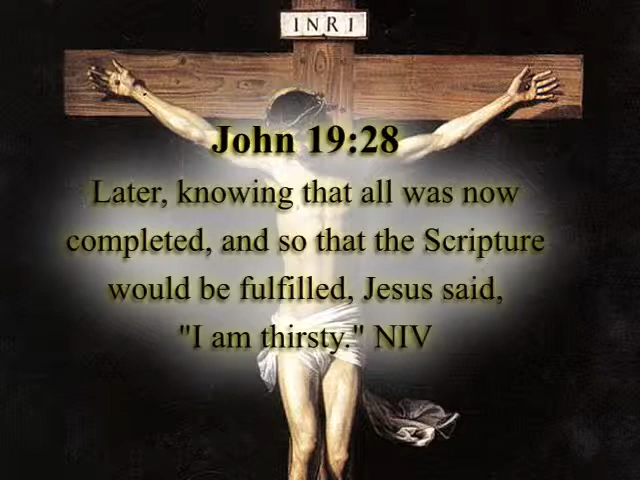 INRI
John 19:28
Later, knowing that all was now
completed, and so that the Scripture
would be fulfilled, Jesus said,
"I am thirsty." NIV